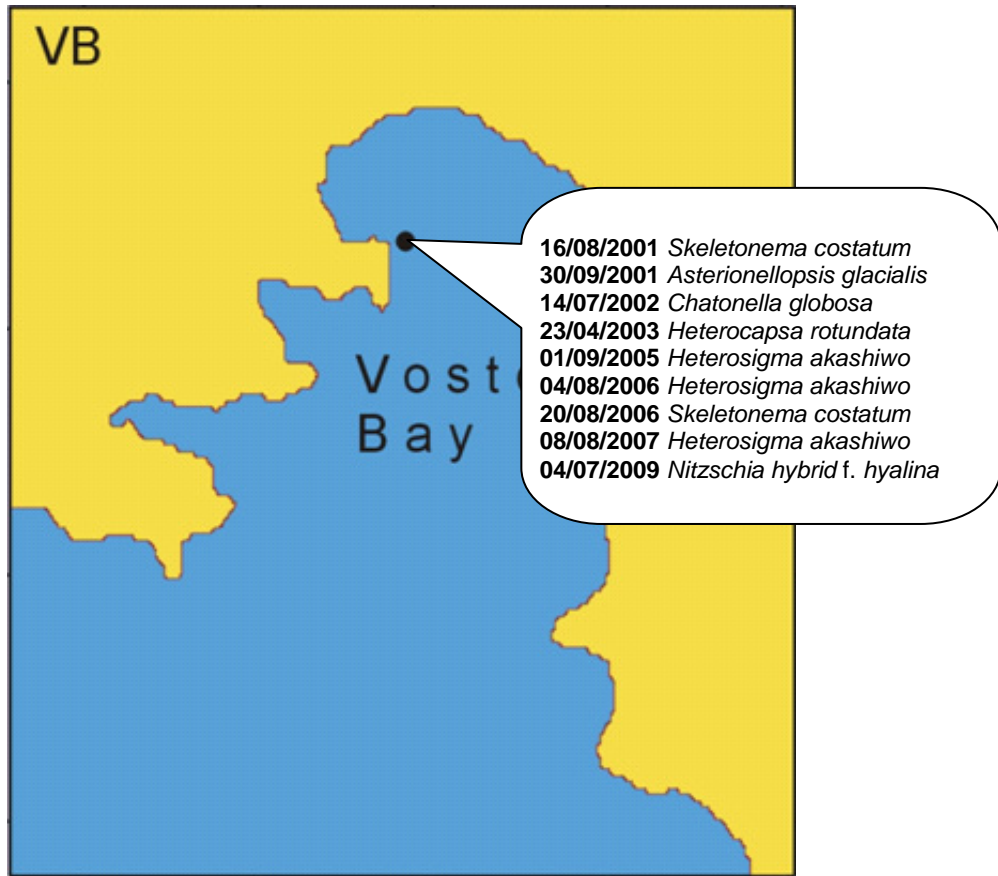 VB
16/08/2001 Skeletonema costatum
30/09/2001 Asterionellopsis glacialis
14/07/2002 Chatonella globosa
23/04/2003 Heterocapsa rotundata
01/09/2005 Heterosigma akashiwo
04/08/2006 Heterosigma akashiwo
20/08/2006 Skeletonema costatum
08/08/2007 Heterosigma akashiwo
04/07/2009 Nitzschia hybrid f. hyalina
Bay